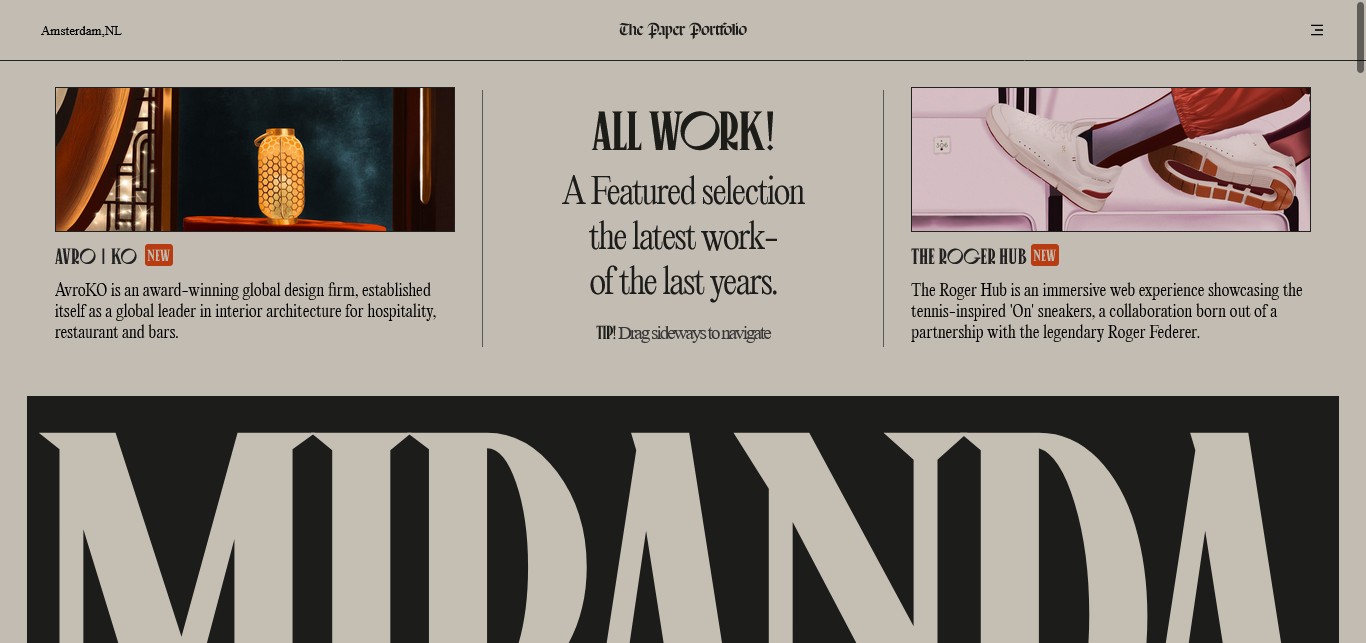 Amsterdam,NL
The Paper Portfolio
AVRO | KO NEW
AvroKO is an award-winning global design firm, established
itself as a global leader in interior architecture for hospitality,
restaurant and bars.
ALL WORK!
A Featured selection
the latest work-
of the last years.
TIP! Drag sideways to navigate
306
THE ROGER HUB NEW
The Roger Hub is an immersive web experience showcasing the
tennis-inspired 'On' sneakers, a collaboration born out of a
partnership with the legendary Roger Federer.
MIRANDA